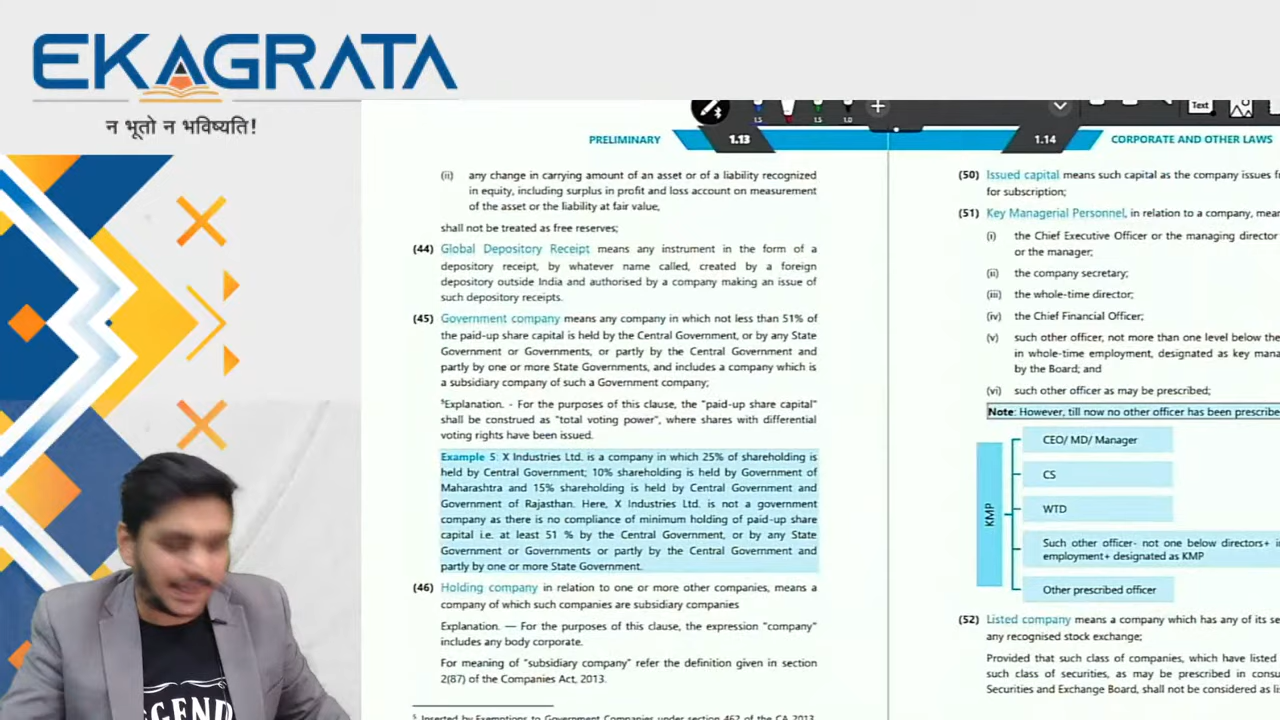 EKAGRATA
न भूतो न भविष्यति!
1.5
1.5
1.0
Text
PRELIMINARY
1.13
(ii) any change in carrying amount of an asset or of a liability recognized
in equity, including surplus in profit and loss account on measurement
of the asset or the liability at fair value,
shall not be treated as free reserves;
(44) Global Depository Receipt means any instrument in the form of a
depository receipt, by whatever name called, created by a foreign
depository outside India and authorised by a company making an issue of
such depository receipts.
(45) Government company means any company in which not less than 51% of
the paid-up share capital is held by the Central Government, or by any State
Government or Governments, or partly by the Central Government and
partly by one or more State Governments, and includes a company which is
a subsidiary company of such a Government company;
⁵Explanation. - For the purposes of this clause, the "paid-up share capital"
shall be construed as "total voting power", where shares with differential
voting rights have been issued.
Example 5: X Industries Ltd. is a company in which 25% of shareholding is
held by Central Government; 10% shareholding is held by Government of
Maharashtra and 15% shareholding is held by Central Government and
Government of Rajasthan. Here, X Industries Ltd. is not a government
company as there is no compliance of minimum holding of paid-up share
capital i.e. at least 51 % by the Central Government, or by any State
Government or Governments or partly by the Central Government and
partly by one or more State Government.
(46) Holding company in relation to one or more other companies, means a
company of which such companies are subsidiary companies
Explanation. — For the purposes of this clause, the expression "company"
includes any body corporate.
For meaning of "subsidiary company" refer the definition given in section
2(87) of the Companies Act, 2013.
5 Inserted by Exemptions to Government Companies under section 462 of the CA 2013,
1.14
CORPORATE AND OTHER LAWS
(50) Issued capital means such capital as the company issues
for subscription;
(51) Key Managerial Personnel, in relation to a company,
(i) the Chief Executive Officer or the managing director
or the manager;
(ii) the company secretary;
(iii) the whole-time director;
(iv) the Chief Financial Officer;
(v) such other officer, not more than one level below the
in whole-time employment, designated as key
by the Board; and
(vi) such other officer as may be prescribed;
Note: However, till now no other officer has been
KMP
CEO/ MD/ Manager
CS
WTD
Such other officer- not one below directors+
employment+ designated as KMP
Other prescribed officer
(52) Listed company means a company which has any of its
any recognised stock exchange;
Provided that such class of companies, which have listed
such class of securities, as may be prescribed in
Securities and Exchange Board, shall not be considered as